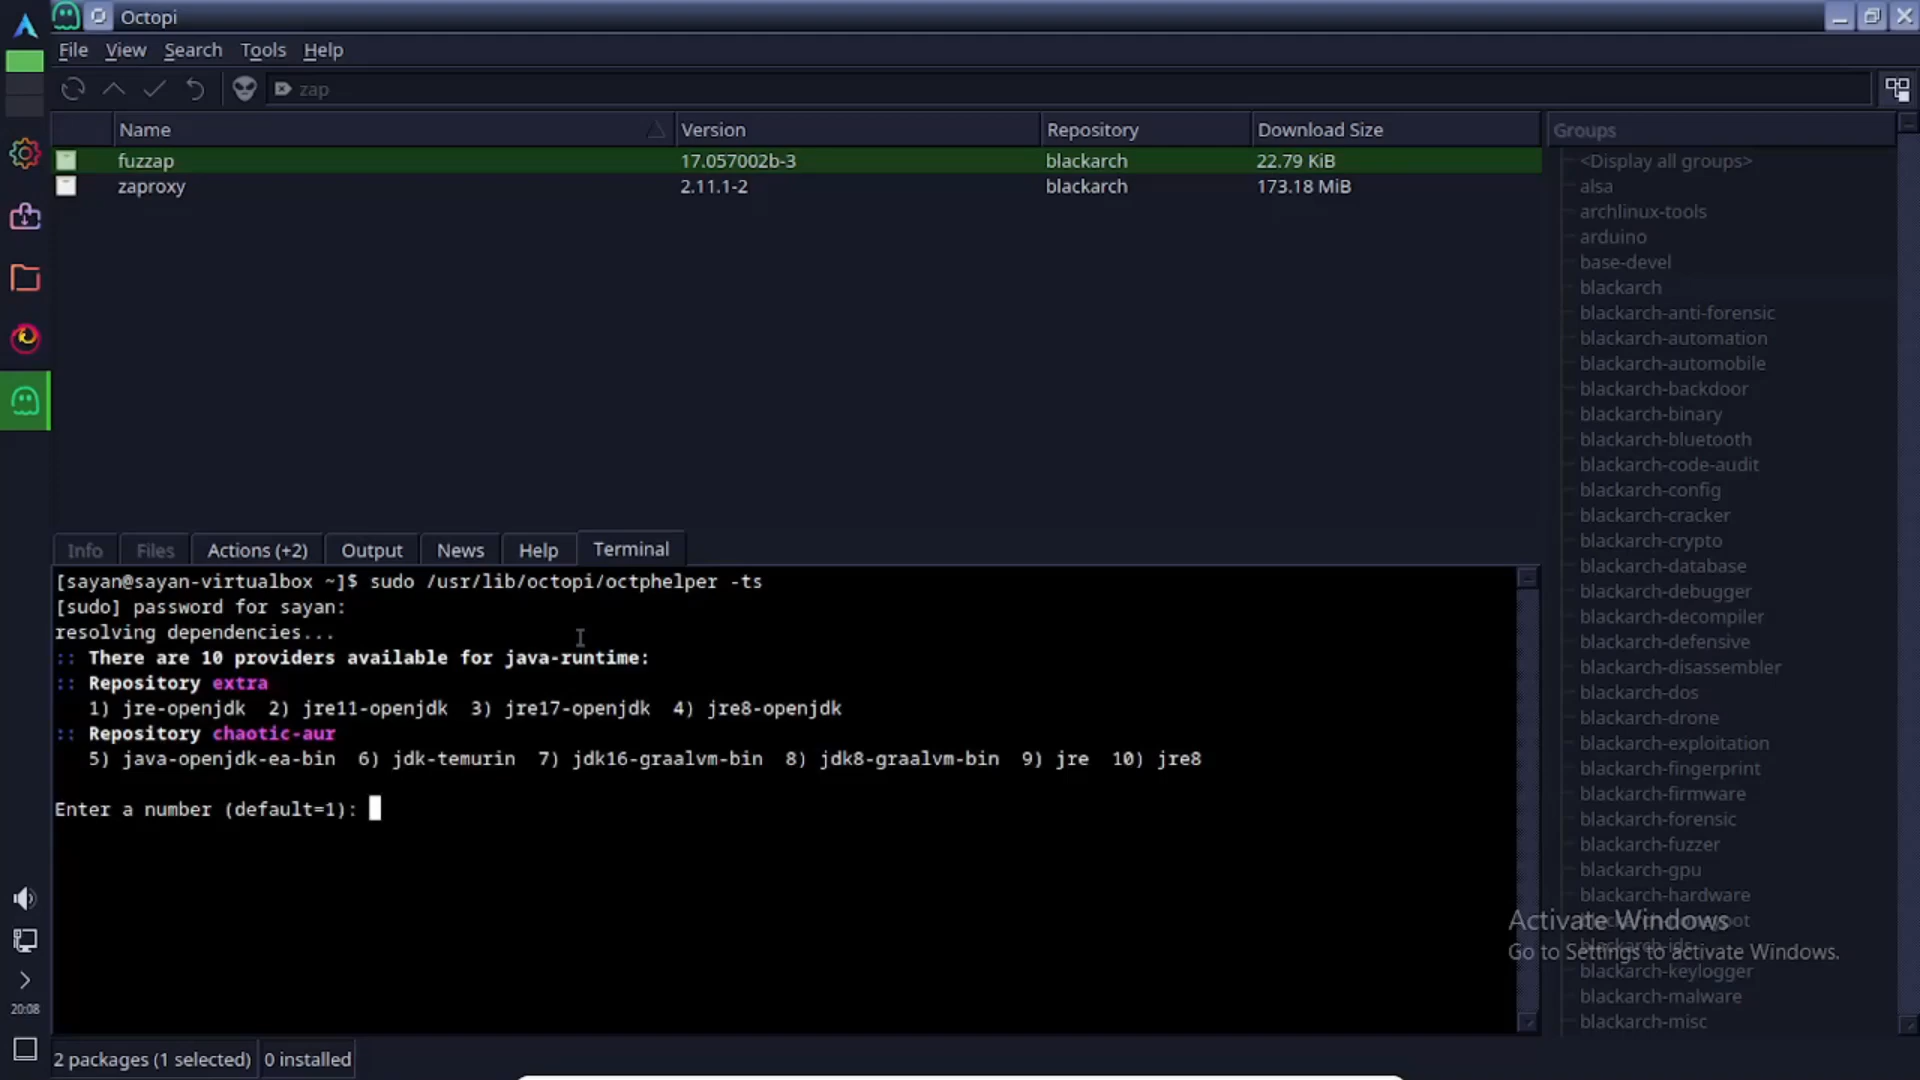 Octopi
File View Search Tools Help
zap
Name Version Repository Download Size
fuzzap 17.057002b-3 blackarch 22.79 KiB
zaproxy 2.11.1-2 blackarch 173.18 MiB
Groups
<Display all groups>
alsa
archlinux-tools
arduino
base-devel
blackarch
blackarch-anti-forensic
blackarch-automation
blackarch-automobile
blackarch-backdoor
blackarch-binary
blackarch-bluetooth
blackarch-code-audit
blackarch-config
blackarch-cracker
blackarch-crypto
blackarch-database
blackarch-debugger
blackarch-decompiler
blackarch-defensive
blackarch-disassembler
blackarch-dos
blackarch-drone
blackarch-exploitation
blackarch-fingerprint
blackarch-firmware
blackarch-forensic
blackarch-fuzzer
blackarch-gpu
blackarch-hardware
blackarch-ids
blackarch-keylogger
blackarch-malware
blackarch-misc
Info Files Actions (+2) Output News Help Terminal
[sayan@sayan-virtualbox ~]$ sudo /usr/lib/octopi/octphelper -ts
[sudo] password for sayan:
resolving dependencies...
:: There are 10 providers available for java-runtime:
:: Repository extra
1) jre-openjdk 2) jre11-openjdk 3) jre17-openjdk 4) jre8-openjdk
:: Repository chaotic-aur
5) java-openjdk-ea-bin 6) jdk-temurin 7) jdk16-graalvm-bin 8) jdk8-graalvm-bin 9) jre 10) jre8
Enter a number (default=1):
Activate Windows
Go to Settings to activate Windows.
20:08
2 packages (1 selected) 0 installed